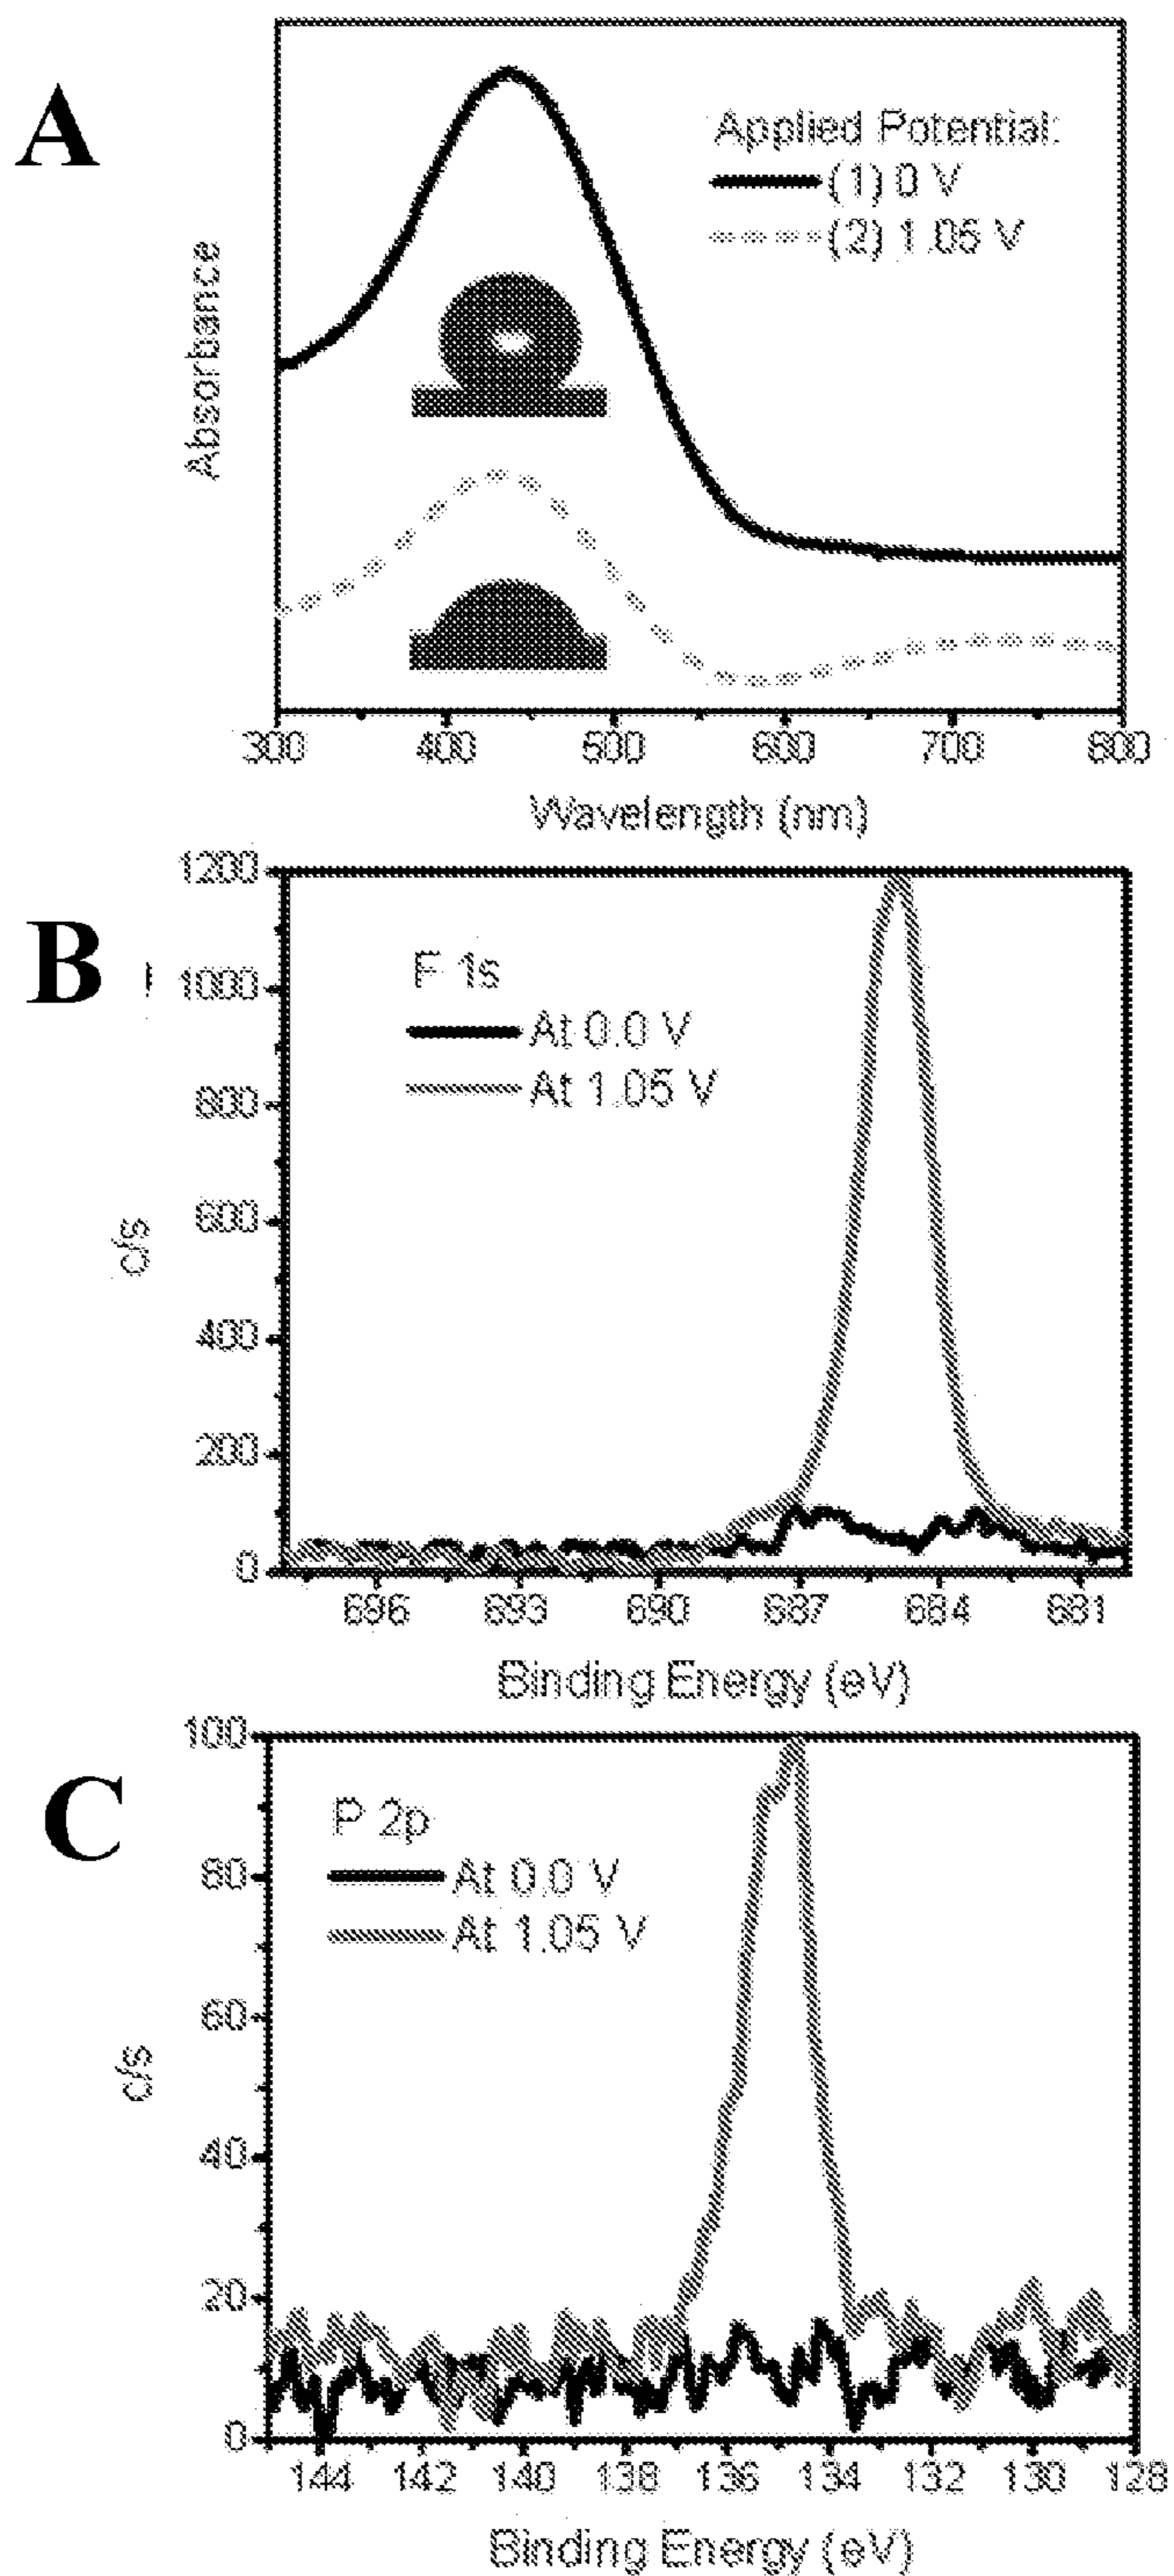 A
Applied Potential:
(1) 0 V
(2) 1.05 V
Absorbance
300 400 500 600 700 800
Wavelength (nm)
B
F 1s
At 0.0 V
At 1.05 V
1200
1000
800
600
400
200
0
c/s
696 693 690 687 684 681
Binding Energy (eV)
C
P 2p
At 0.0 V
At 1.05 V
100
80
60
40
20
0
c/s
144 142 140 138 136 134 132 130 128
Binding Energy (eV)